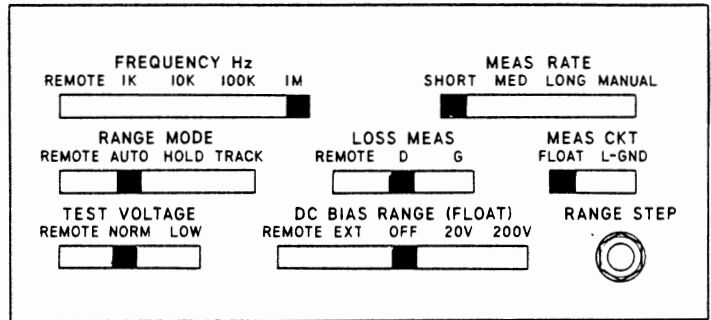 FREQUENCY Hz
REMOTE 1K 10K 100K 1M
MEAS RATE
SHORT MED LONG MANUAL
RANGE MODE
REMOTE AUTO HOLD TRACK
LOSS MEAS
REMOTE D G
MEAS CKT
FLOAT L-GND
TEST VOLTAGE
REMOTE NORM LOW
DC BIAS RANGE (FLOAT)
REMOTE EXT OFF 20V 200V
RANGE STEP